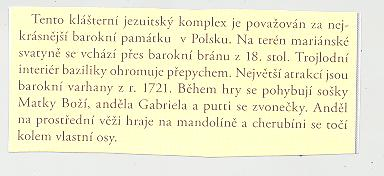 Tento klášterní jezuitský komplex je považován za nej-
krásnější barokní památku v Polsku. Na terén mariánské
svatyně se vchází přes barokní bránu z 18. stol. Trojlodní
interiér baziliky ohromuje přepychem. Největší atrakcí jsou
barokní varhany z r. 1721. Během hry se pohybují sošky
Matky Boží, anděla Gabriela a putti se zvonečky. Anděl
na prostřední věži hraje na mandolíně a cherubíni se točí
kolem vlastní osy.